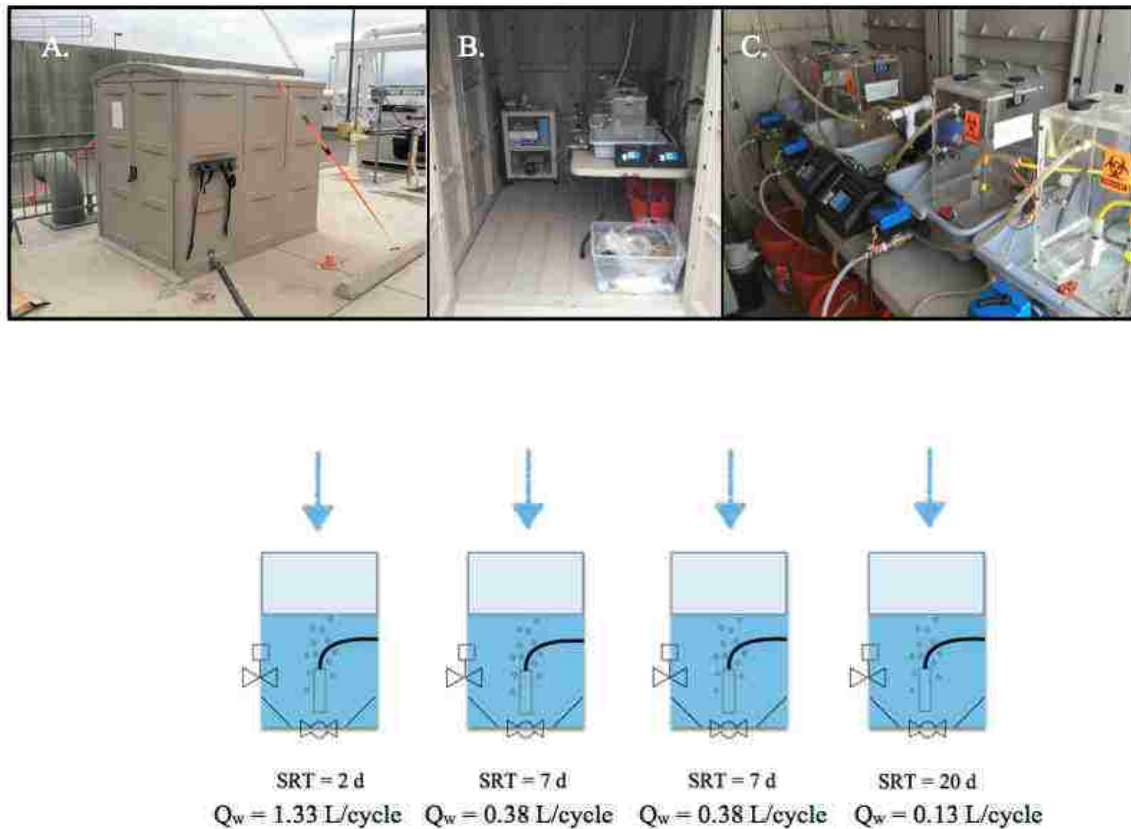 A.
B.
C.
SRT = 2 d
SRT = 7 d
SRT = 7 d
SRT = 20 d
Qw = 1.33 L/cycle
Qw = 0.38 L/cycle
Qw = 0.38 L/cycle
Qw = 0.13 L/cycle